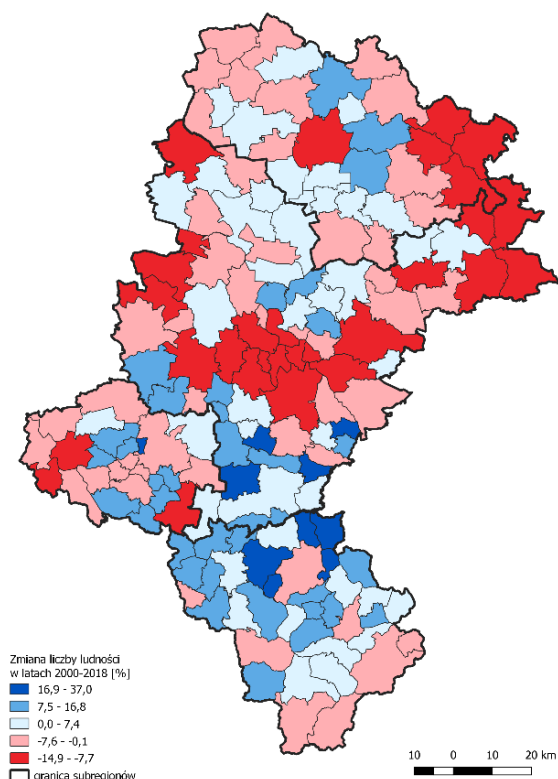 Zmiana liczby ludności
w latach 2000-2018 [%]
16,9 - 37,0
7,5 - 16,8
0,0 - 7,4
-7,6 - -0,1
-14,9 - -7,7
granica subregionów
10 0 10 20 km